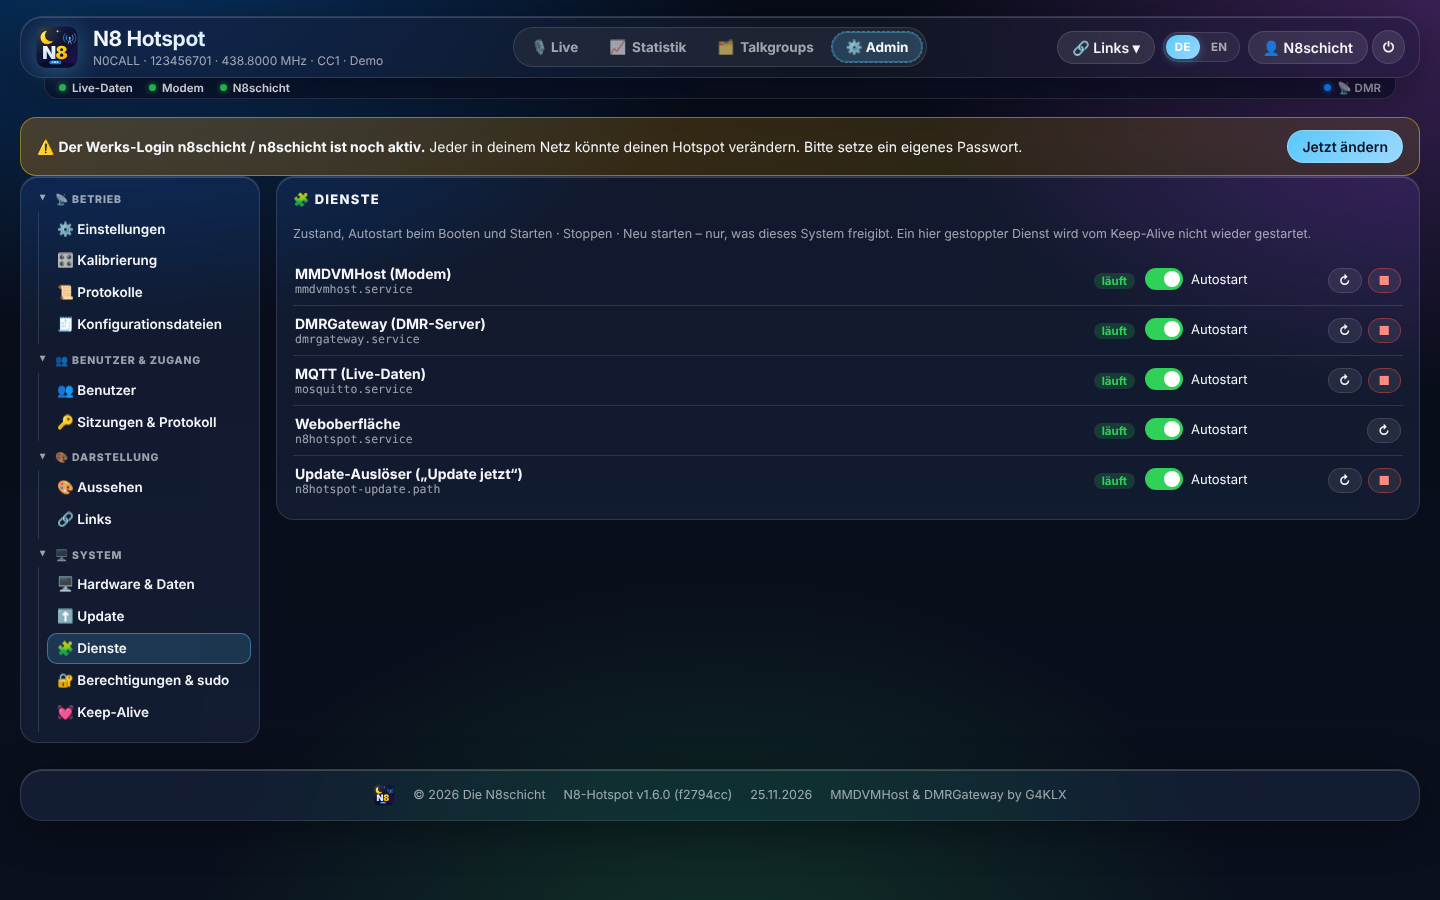 N8 Hotspot
N0CALL · 123456701 · 438.8000 MHz · CC1 · Demo
Live
Statistik
Talkgroups
Admin
Links ▾
DE
EN
N8schicht
Live-Daten
Modem
N8schicht
DMR
Der Werks-Login n8schicht / n8schicht ist noch aktiv. Jeder in deinem Netz könnte deinen Hotspot verändern. Bitte setze ein eigenes Passwort.
Jetzt ändern
BETRIEB
Einstellungen
Kalibrierung
Protokolle
Konfigurationsdateien
BENUTZER & ZUGANG
Benutzer
Sitzungen & Protokoll
DARSTELLUNG
Aussehen
Links
SYSTEM
Hardware & Daten
Update
Dienste
Berechtigungen & sudo
Keep-Alive
DIENSTE
Zustand, Autostart beim Booten und Starten · Stoppen · Neu starten – nur, was dieses System freigibt. Ein hier gestoppter Dienst wird vom Keep-Alive nicht wieder gestartet.
MMDVMHost (Modem)
mmdvmhost.service
läuft
Autostart
DMRGateway (DMR-Server)
dmrgateway.service
läuft
Autostart
MQTT (Live-Daten)
mosquitto.service
läuft
Autostart
Weboberfläche
n8hotspot.service
läuft
Autostart
Update-Auslöser („Update jetzt“)
n8hotspot-update.path
läuft
Autostart
N8
© 2026 Die N8schicht
N8-Hotspot v1.6.0 (f2794cc)
25.11.2026
MMDVMHost & DMRGateway by G4KLX